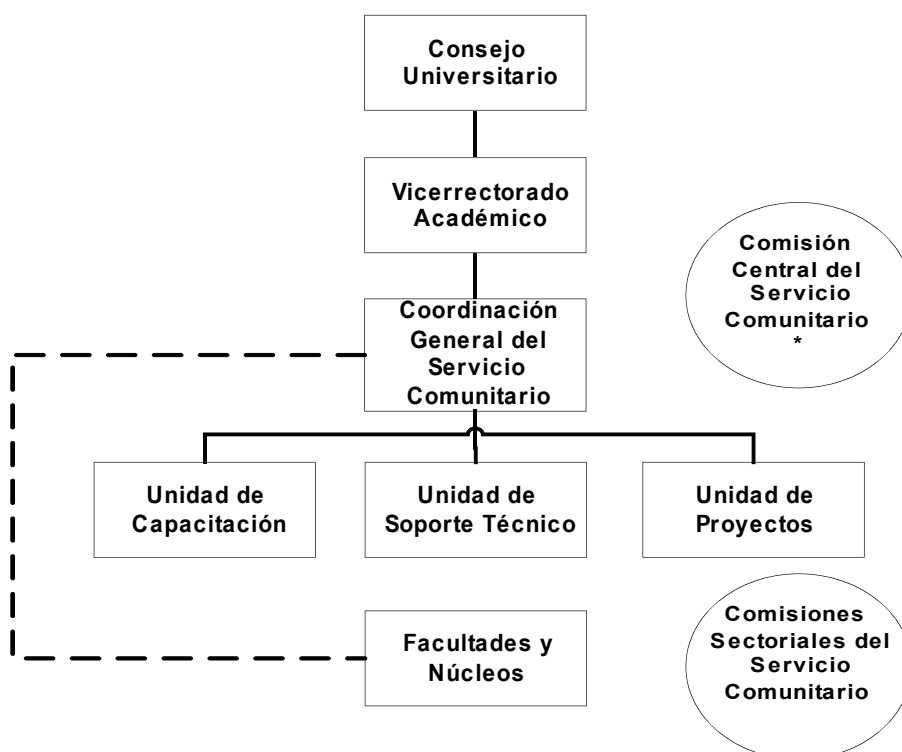 Consejo
Universitario
Vicerrectorado
Académico
Comisión
Central del
Servicio
Comunitario
*
Coordinación
General del
Servicio
Comunitario
Unidad de
Capacitación
Unidad de
Soporte Técnico
Unidad de
Proyectos
Facultades y
Núcleos
Comisiones
Sectoriales del
Servicio
Comunitario